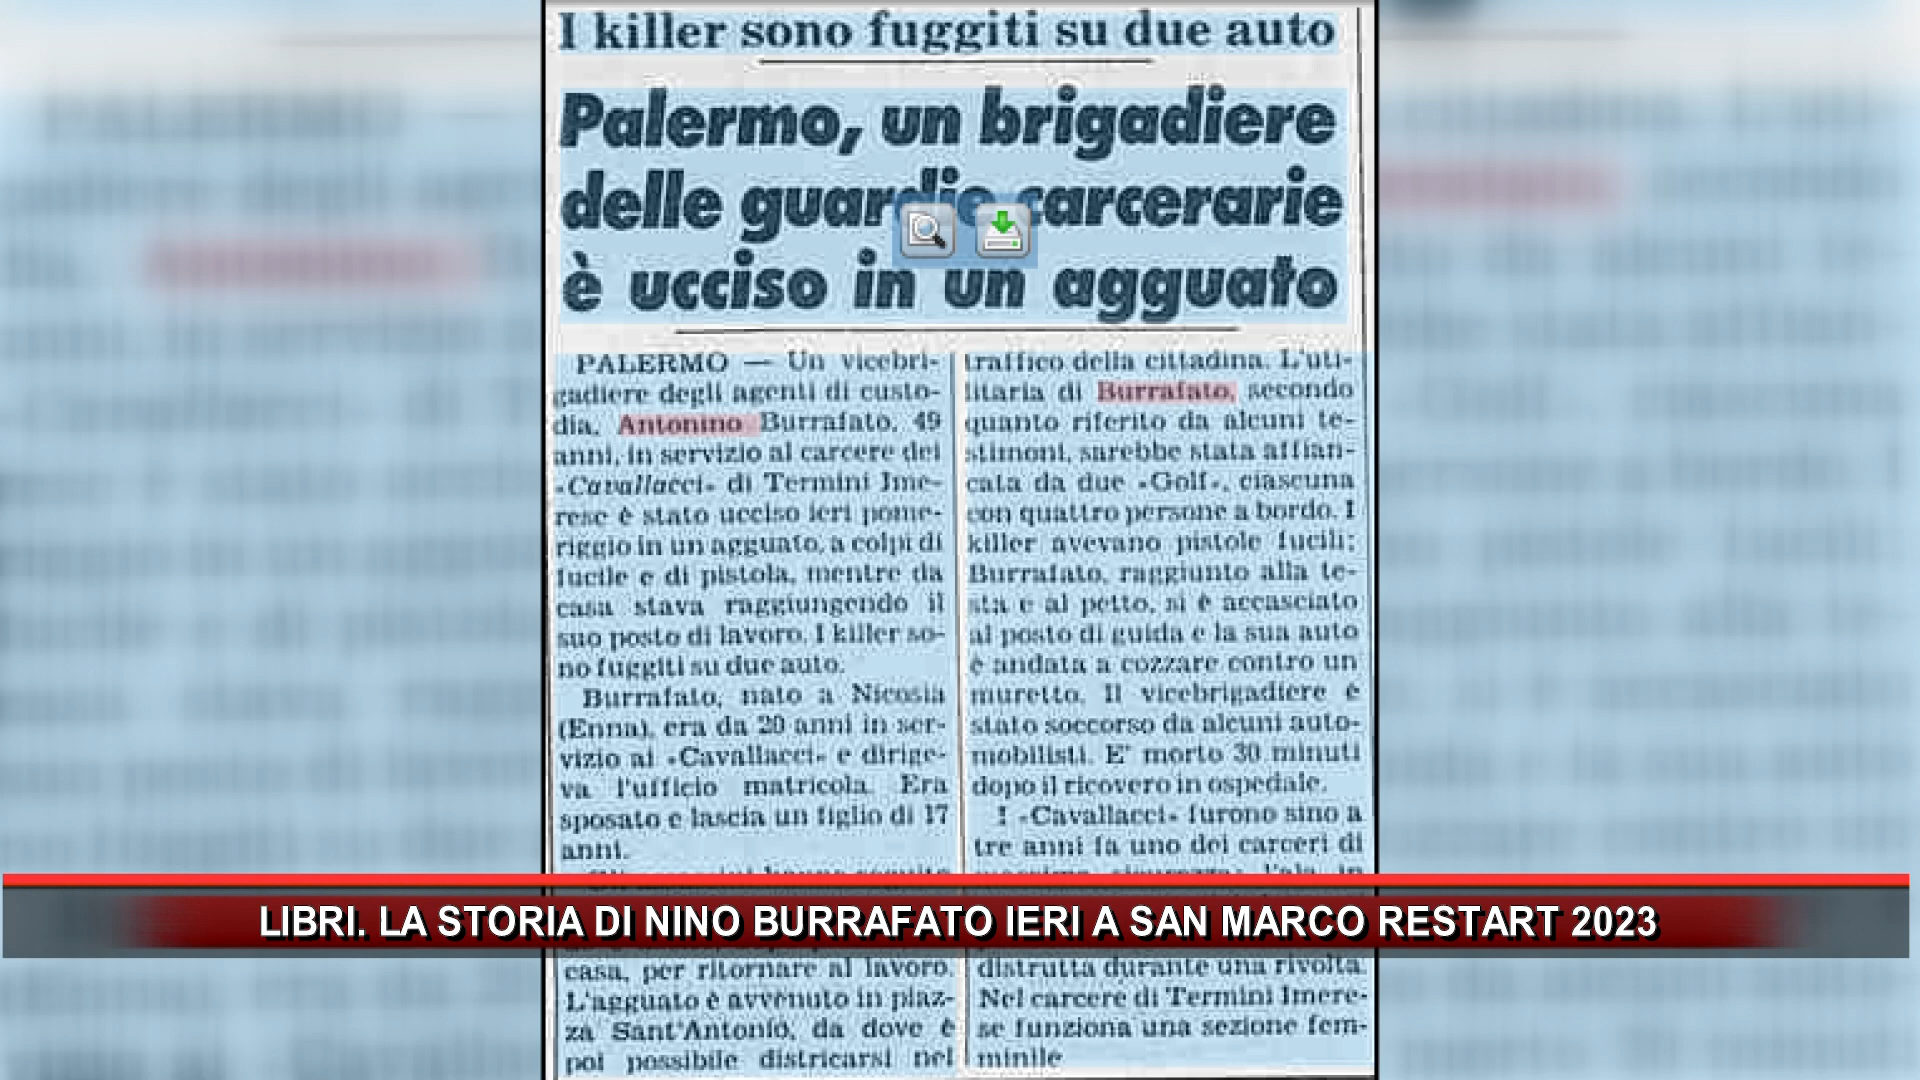 I killer sono fuggiti su due auto
Palermo, un brigadiere
delle guardie carcerarie
è ucciso in un agguato
PALERMO — Un vicebri-
gadiere degli agenti di custo-
dia, Antonino Burrafato, 49
anni, in servizio al carcere dei
«Cavallacci» di Termini Ime-
rese è stato ucciso ieri pome-
riggio in un agguato, a colpi di
fucile e di pistola, mentre da
casa stava raggiungendo il
suo posto di lavoro. I killer so-
no fuggiti su due auto.
Burrafato, nato a Nicosia
(Enna), era da 20 anni in ser-
vizio ai «Cavallacci» e dirige-
va l'ufficio matricola. Era
sposato e lascia un figlio di 17
anni.
casa, per ritornare al lavoro.
L'agguato è avvenuto in piaz-
za Sant'Antonio, da dove è
poi possibile districarsi nel
traffico della cittadina. L'uti-
litaria di Burrafato, secondo
quanto riferito da alcuni te-
stimoni, sarebbe stata affian-
cata da due «Golf», ciascuna
con quattro persone a bordo. I
killer avevano pistole fucili;
Burrafato, raggiunto alla te-
sta e al petto, si è accasciato
al posto di guida e la sua auto
è andata a cozzare contro un
muretto. Il vicebrigadiere è
stato soccorso da alcuni auto-
mobilisti. E' morto 30 minuti
dopo il ricovero in ospedale.
I «Cavallacci» furono sino a
tre anni fa uno dei carceri di
distrutta durante una rivolta.
Nel carcere di Termini Imere-
se funziona una sezione fem-
minile
LIBRI. LA STORIA DI NINO BURRAFATO IERI A SAN MARCO RESTART 2023